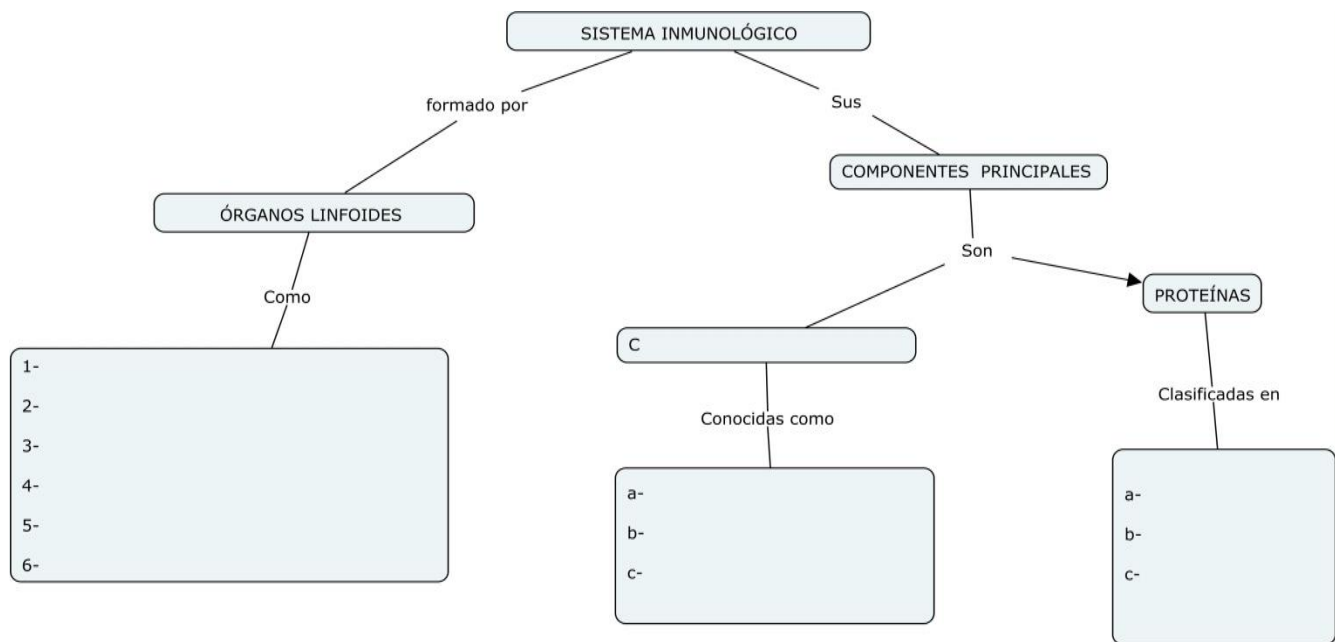 SISTEMA INMUNOLÓGICO
formado por
Sus
COMPONENTES PRINCIPALES
ÓRGANOS LINFOIDES
Son
Como
PROTEÍNAS
C
1-
2-
3-
4-
5-
6-
Conocidas como
Clasificadas en
a-
b-
c-
a-
b-
c-